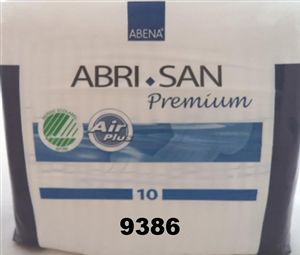 ABENA
ABRI • SAN
Premium
Air
Plus
10
9386